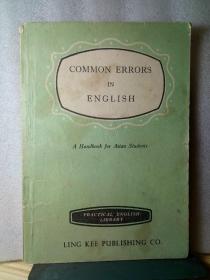 COMMON ERRORS
IN
ENGLISH
A Handbook for Asian Students
PRACTICAL ENGLISH
LIBRARY
LING KEE PUBLISHING CO.